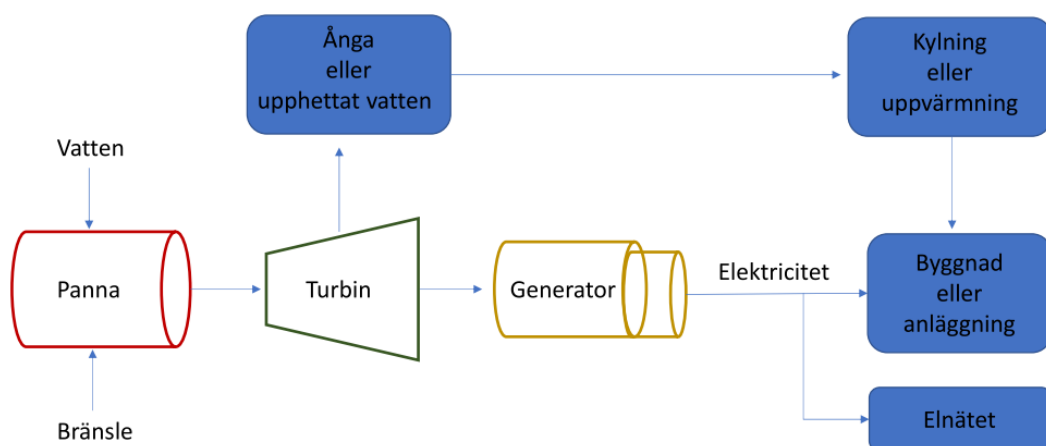 Ånga
eller
upphettat vatten
Kylning
eller
uppvärmning
Vatten
Panna
Turbin
Generator
Elektricitet
Byggnad
eller
anläggning
Bränsle
Elnätet